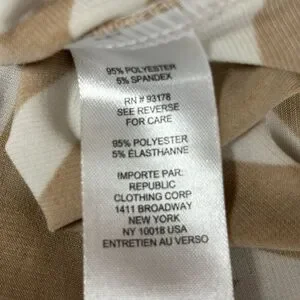 95% POLYESTER
5% SPANDEX
RN # 93178
SEE REVERSE
FOR CARE
95% POLYESTER
5% ÉLASTHANNE
IMPORTE PAR:
REPUBLIC
CLOTHING CORP
1411 BROADWAY
NEW YORK
NY 10018 USA
ENTRETIEN AU VERSO